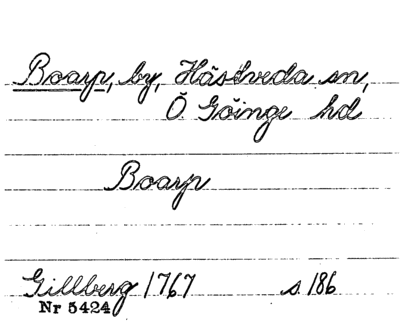 Boarp, by, Hästveda sn,
Ö Göinge hd
Boarp
Gillberg 1767 s 186
Nr 5424